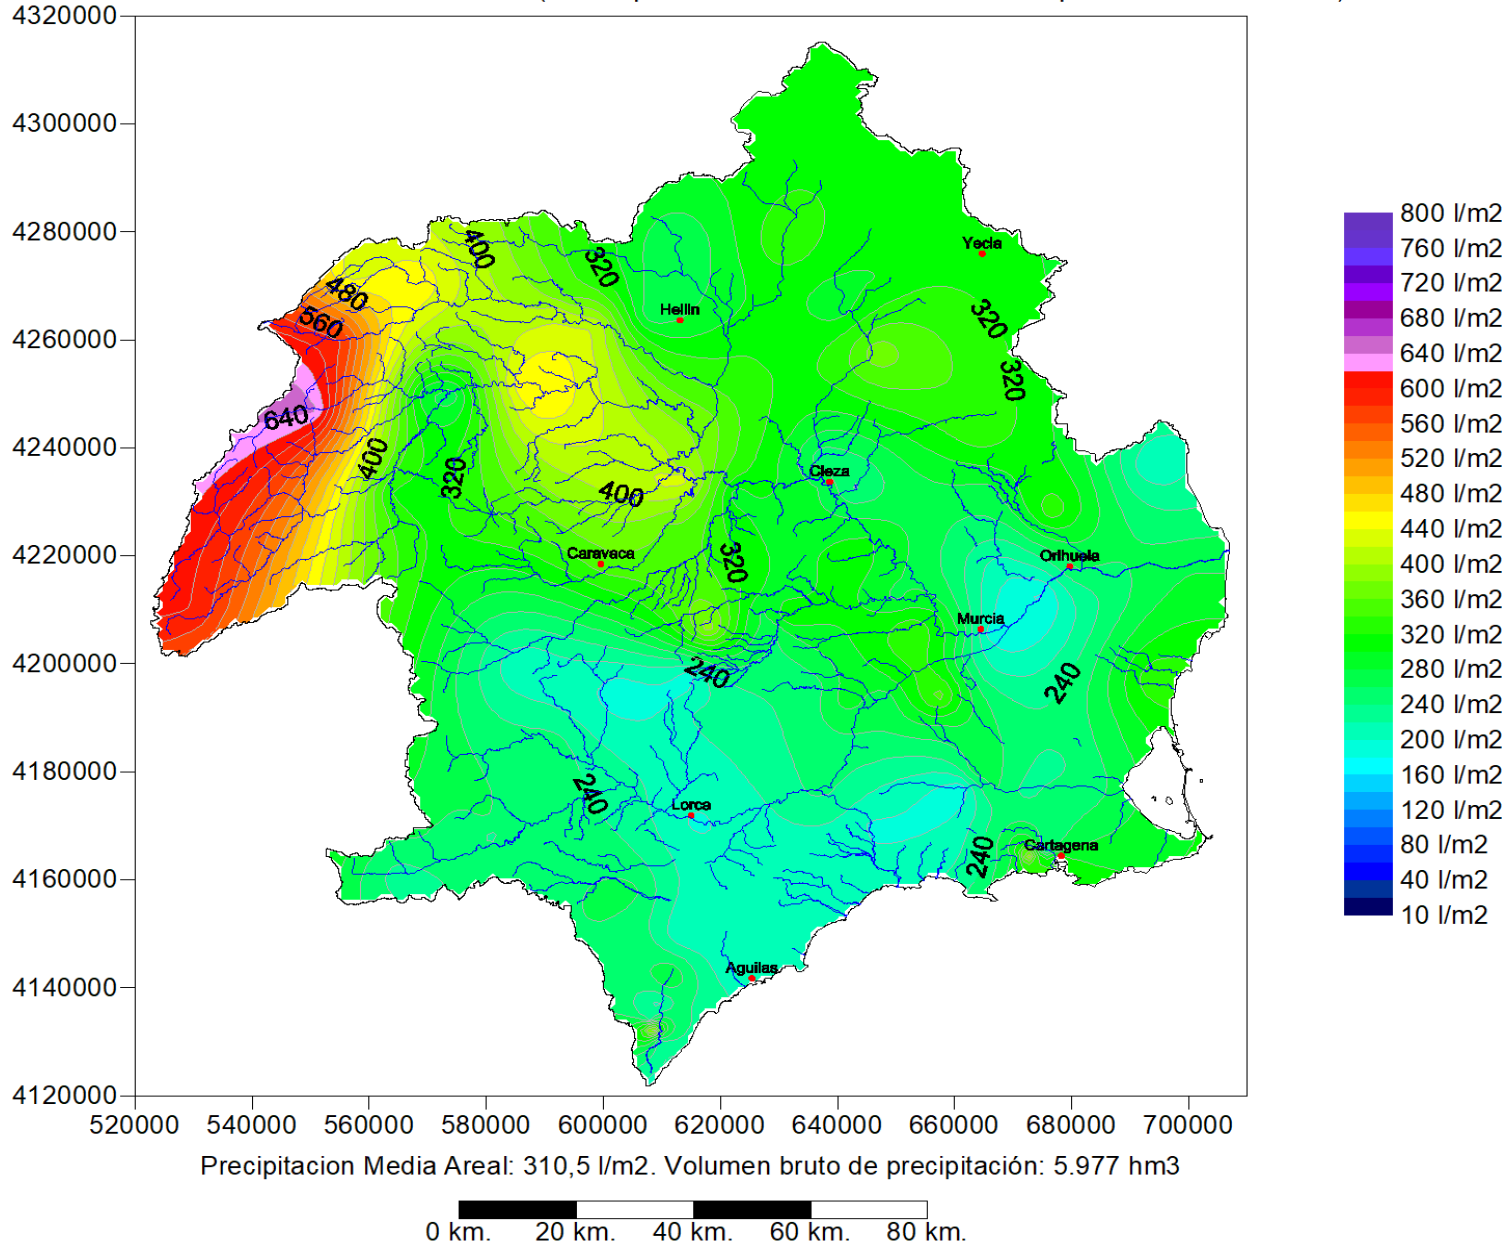 4320000
4300000
4280000
4260000
4240000
4220000
4200000
4180000
4160000
4140000
4120000
520000 540000 560000 580000 600000 620000 640000 660000 680000 700000
400
320
480
560
640
400
320
400
320
320
320
240
240
240
240
Yecla
Hellin
Cieza
Caravaca
Orihuela
Murcia
Lorca
Cartagena
Aguilas
800 l/m2
760 l/m2
720 l/m2
680 l/m2
640 l/m2
600 l/m2
560 l/m2
520 l/m2
480 l/m2
440 l/m2
400 l/m2
360 l/m2
320 l/m2
280 l/m2
240 l/m2
200 l/m2
160 l/m2
120 l/m2
80 l/m2
40 l/m2
10 l/m2
Precipitacion Media Areal: 310,5 l/m2. Volumen bruto de precipitación: 5.977 hm3
0 km. 20 km. 40 km. 60 km. 80 km.